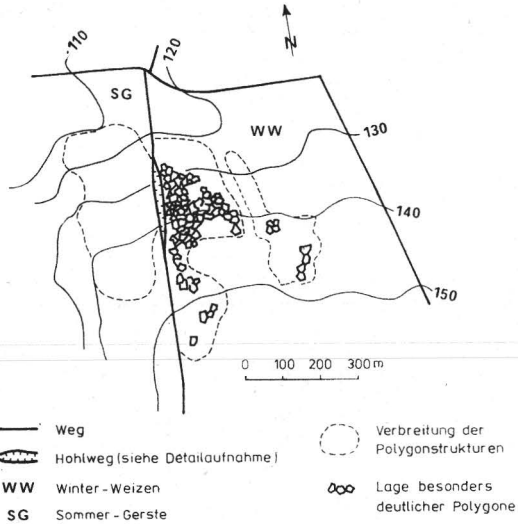 N
110
120
SG
WW
130
140
150
0 100 200 300 m
Weg
Hohlweg (siehe Detailaufnahme)
WW Winter-Weizen
SG Sommer-Gerste
Verbreitung der
Polygonstrukturen
Lage besonders
deutlicher Polygone